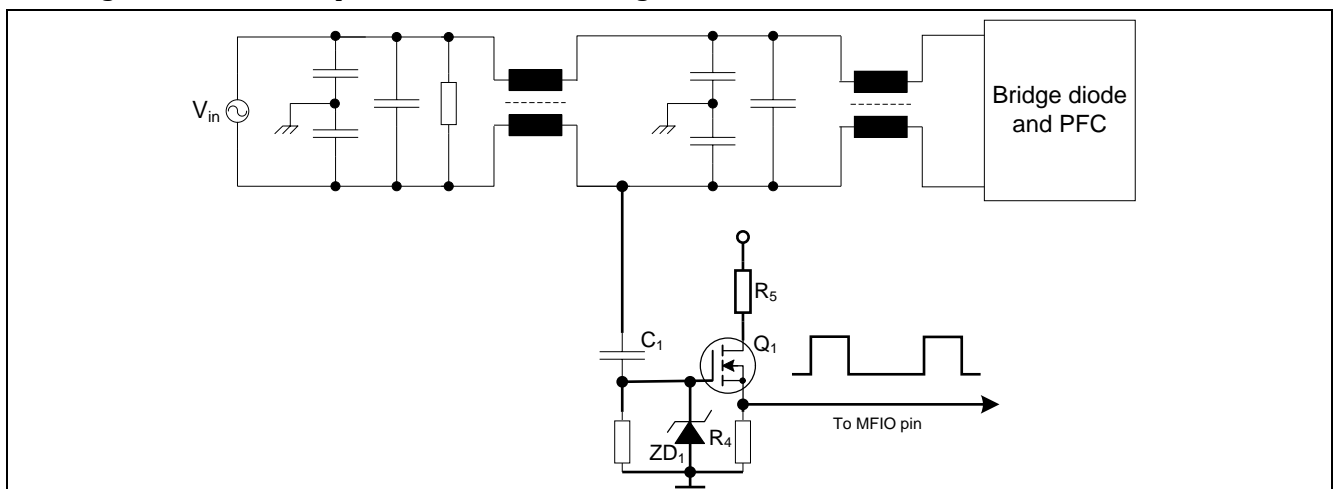 Vin
Bridge diode
and PFC
R5
C1
Q1
To MFIO pin
ZD1
R4